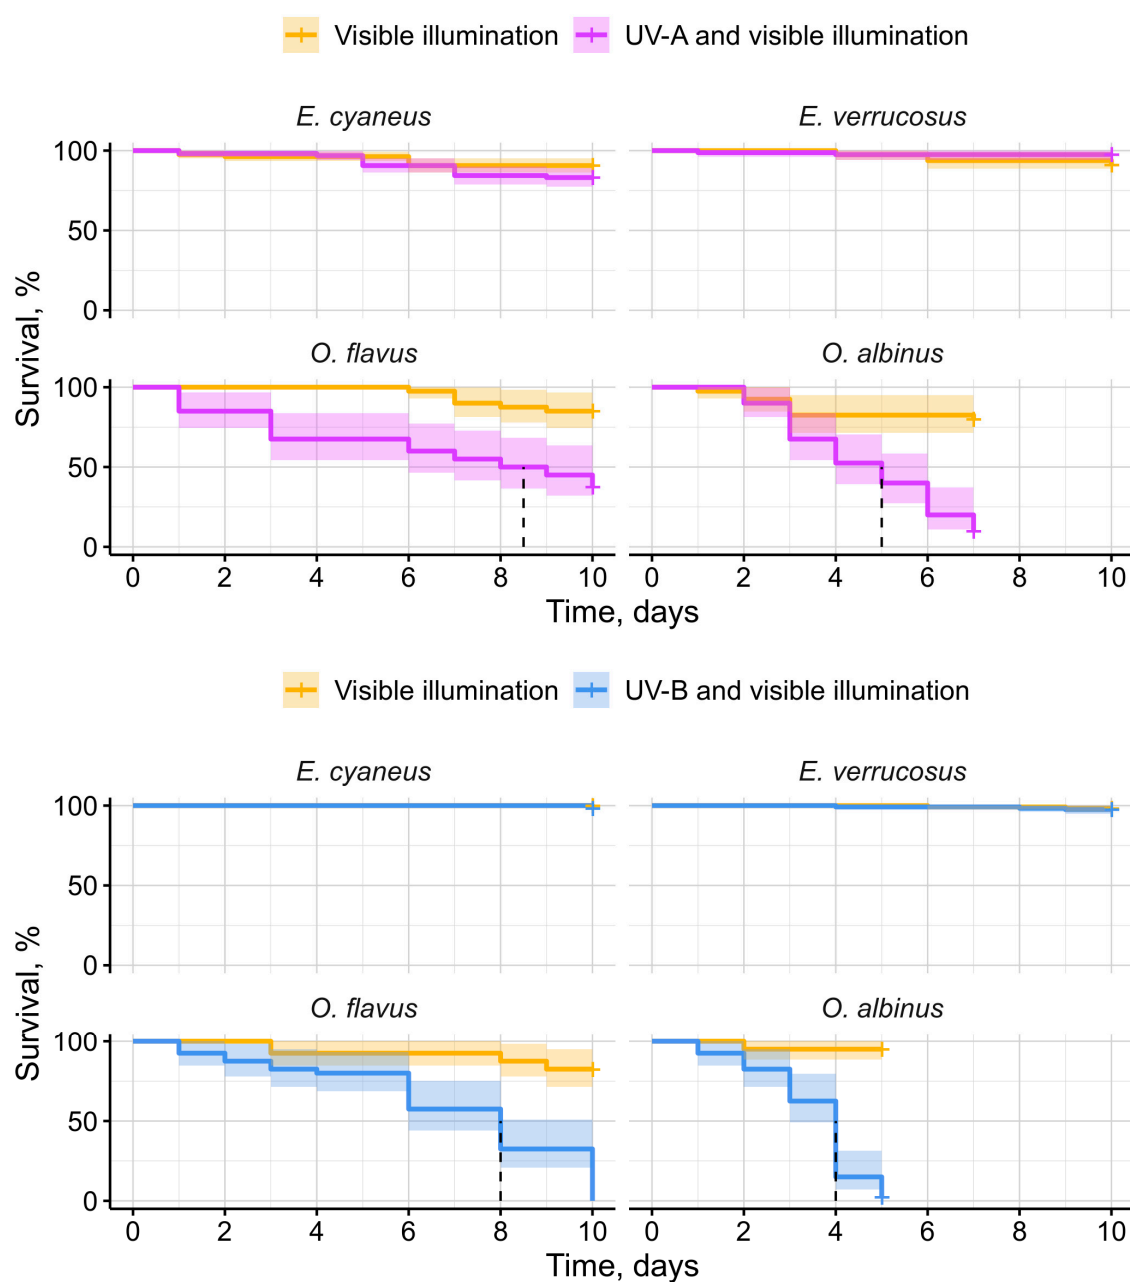 Visible illumination UV-A and visible illumination
E. cyaneus E. verrucosus
100
50
0
Survival, %
O. flavus O. albinus
100
50
0
0 2 4 6 8 10 0 2 4 6 8 10
Time, days
Visible illumination UV-B and visible illumination
E. cyaneus E. verrucosus
100
50
0
Survival, %
O. flavus O. albinus
100
50
0
0 2 4 6 8 10 0 2 4 6 8 10
Time, days